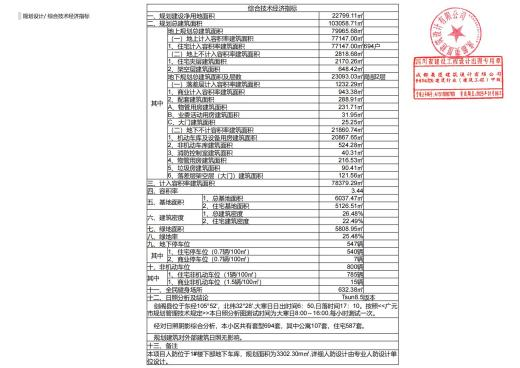 规划设计/ 综合技术经济指标
综合技术经济指标
一、规划建设净用地面积 22799.11㎡
二、规划总建筑面积 103058.71㎡
其中
地上规划总建筑面积 79965.68㎡
（一）地上计入容积率建筑面积 77147.00㎡
1、住宅计入容积率建筑面积 77147.00㎡ 694户
（二）地上不计入容积率建筑面积 2818.68㎡
1、住宅夹层建筑面积 2170.26㎡
2、架空层建筑面积 648.42㎡
地下规划总建筑面积及层数 23093.03㎡ 局部2层
（一）落差层计入容积率建筑面积 1232.29㎡
1、商业计入容积率建筑面积 943.38㎡
2、配套建筑面积 288.91㎡
A、物管用房建筑面积 231.71㎡
B、业委活动用房建筑面积 31.95㎡
C、大门建筑面积 25.25㎡
（二）地下不计容积率建筑面积 21860.74㎡
1、机动车库及设备用房建筑面积 20867.65㎡
2、非机动车库建筑面积 524.28㎡
3、消防控制室建筑面积 40.31㎡
4、物管用房建筑面积 216.53㎡
5、垃圾房建筑面积 90.41㎡
6、落差层架空层（大门）建筑面积 121.56㎡
三、计入容积率建筑面积 78379.29㎡
四、容积率 3.44
五、基地面积
1、总基地面积 6037.47㎡
2、住宅基地面积 5126.51㎡
六、建筑密度
1、总建筑密度 26.48%
2、住宅建筑密度 22.49%
七、绿地面积 5808.95㎡
八、绿地率 25.48%
九、地下停车位 547辆
其中
1、住宅停车位（0.7辆/100㎡） 540辆
2、商业停车位（0.7辆/100㎡） 7辆
十、非机动车位 800辆
其中
1、住宅非机动车位（1辆/100㎡） 785辆
1、商业非机动车位（1.5辆/100㎡） 15辆
十一、全民健身场所 632.38㎡
十二、日照分析及结论 Tsun8.5版本
剑阁县位于东经105°52′，北纬32°28′,大寒日日出时间6：50,日落时间17：10，按照<<广元
市规划管理技术规定>>本日照分析图测试时间为大寒日8:00～16:00,每小时测试一次。
经对日照阴影综合分析，本小区共有套型694套，其中公寓107套，住宅587套。
规划建筑对外部建筑日照无影响。
十三、备注
本项目人防位于1#楼下部地下车库，规划面积为3302.30㎡,详细人防设计由专业人防设计单
位设计。
四川省建设工程设计出图专用章